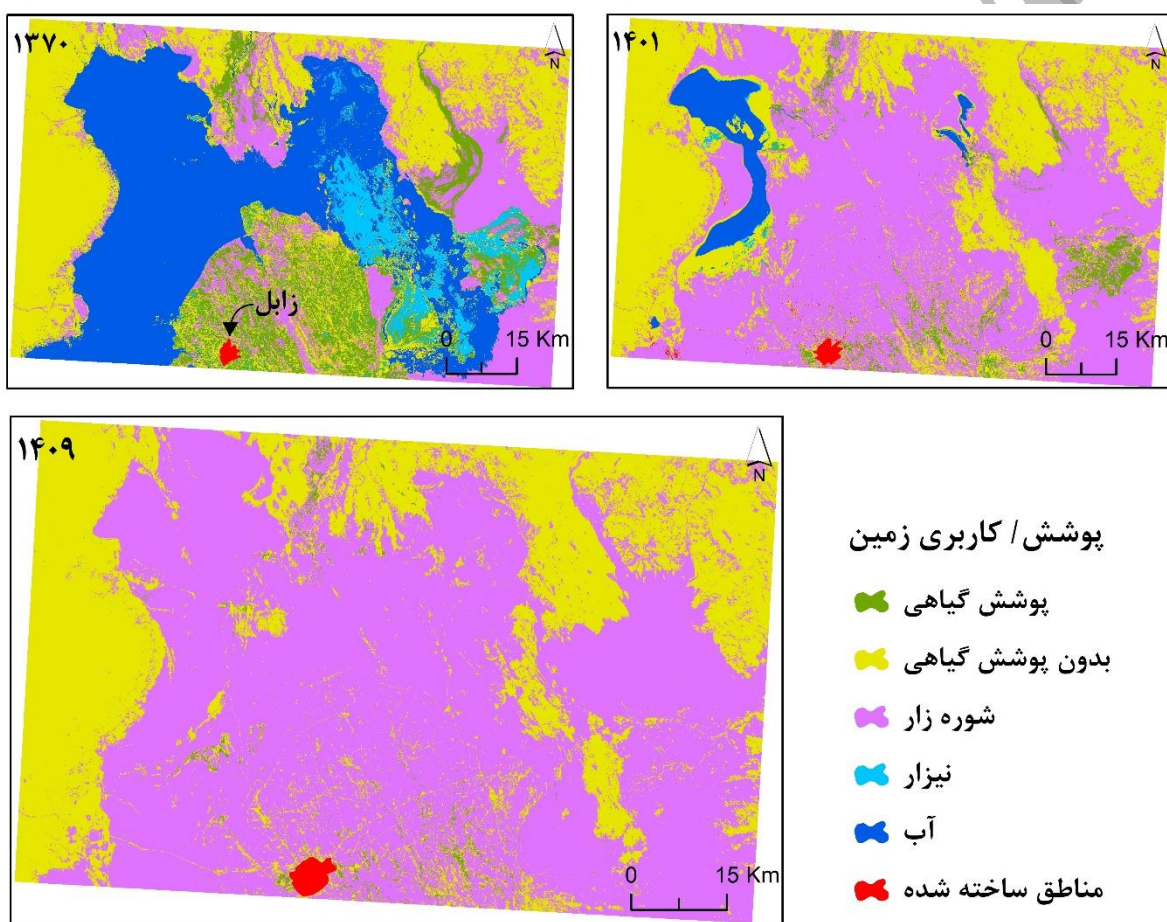 ۱۳۷۰
N
زابل
0 15 Km
۱۴۰۱
N
0 15 Km
۱۴۰۹
N
0 15 Km
پوشش/ کاربری زمین
پوشش گیاهی
بدون پوشش گیاهی
شوره زار
نیزار
آب
مناطق ساخته شده